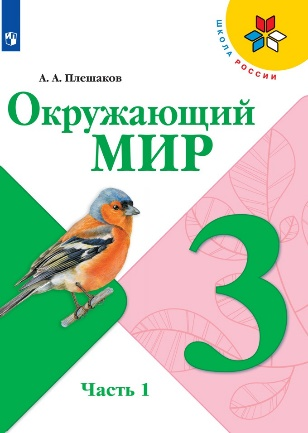 ШКОЛА РОССИИ
А. А. Плешаков
Окружающий
МИР
3
Часть 1